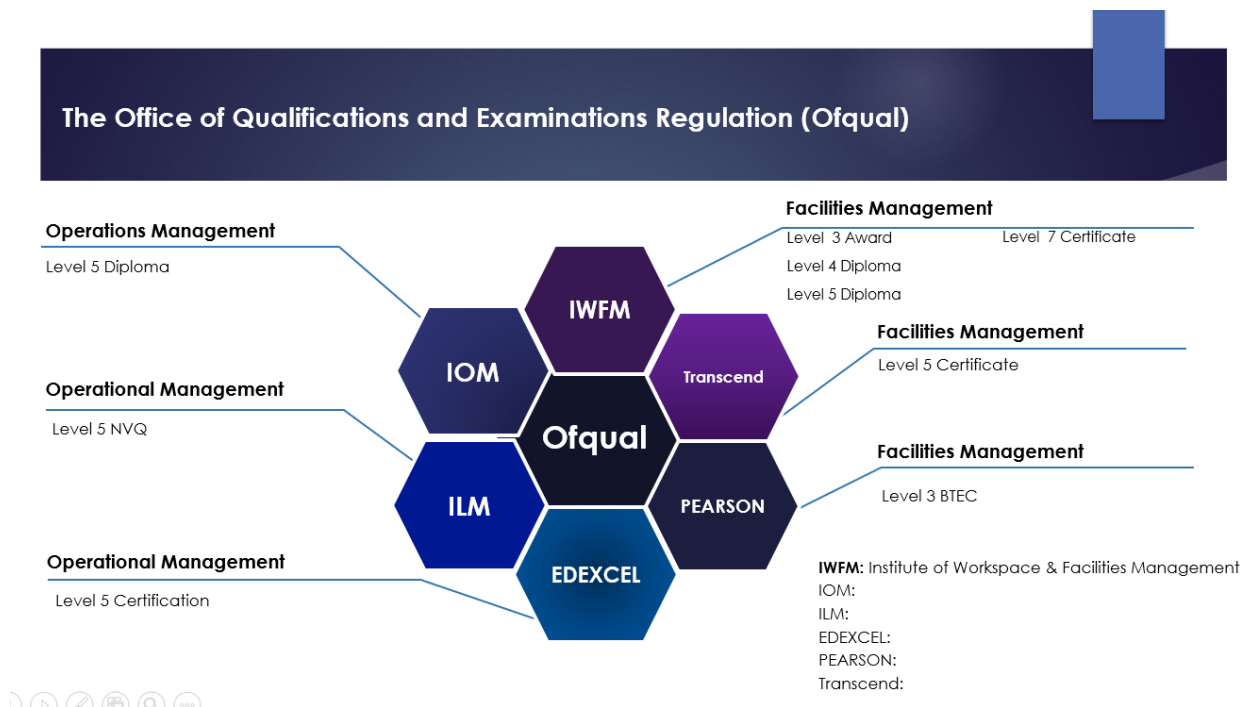 The Office of Qualifications and Examinations Regulation (Ofqual)
Operations Management
Level 5 Diploma
Operational Management
Level 5 NVQ
Operational Management
Level 5 Certification
IWFM
IOM
Transcend
Ofqual
ILM
PEARSON
EDEXCEL
Facilities Management
Level 3 Award
Level 7 Certificate
Level 4 Diploma
Level 5 Diploma
Facilities Management
Level 5 Certificate
Facilities Management
Level 3 BTEC
IWFM: Institute of Workspace & Facilities Management
IOM:
ILM:
EDEXCEL:
PEARSON:
Transcend: